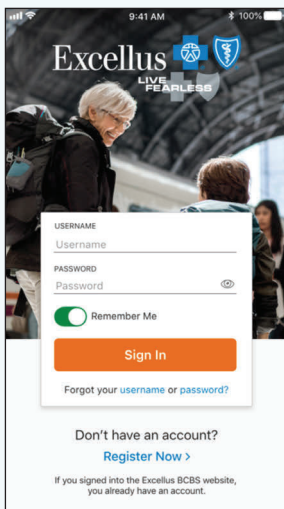 9:41 AM
100%
Excellus
LIVE
FEARLESS
USERNAME
Username
PASSWORD
Password
Remember Me
Sign In
Forgot your username or password?
Don't have an account?
Register Now >
If you signed into the Excellus BCBS website,
you already have an account.